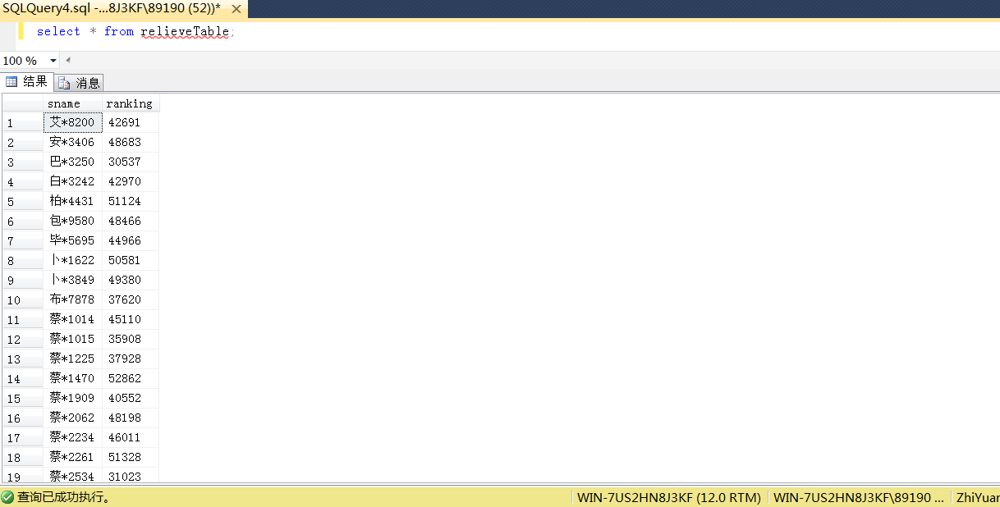 SQLQuery4.sql -...8J3KF\89190 (52))*
select * from relieveTable;
100 %
结果 消息
sname ranking
1 艾*8200 42691
2 安*3406 48683
3 巴*3250 30537
4 白*3242 42970
5 柏*4431 51124
6 包*9580 48466
7 毕*5695 44966
8 卜*1622 50581
9 卜*3849 49380
10 布*7878 37620
11 蔡*1014 45110
12 蔡*1015 35908
13 蔡*1225 37928
14 蔡*1470 52862
15 蔡*1909 40552
16 蔡*2062 48198
17 蔡*2234 46011
18 蔡*2261 51328
19 蔡*2534 31023
查询已成功执行。 WIN-7US2HN8J3KF (12.0 RTM) WIN-7US2HN8J3KF\89190 ... ZhiYuan